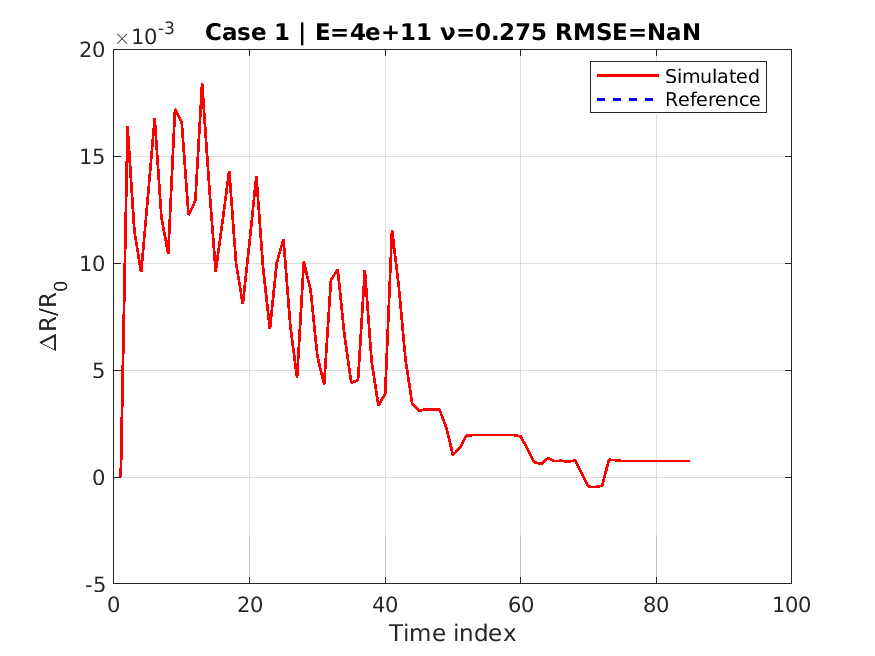 ×10-3
Case 1 | E=4e+11 ν=0.275 RMSE=NaN
20
15
10
5
0
-5
ΔR/R0
Simulated
Reference
0 20 40 60 80 100
Time index